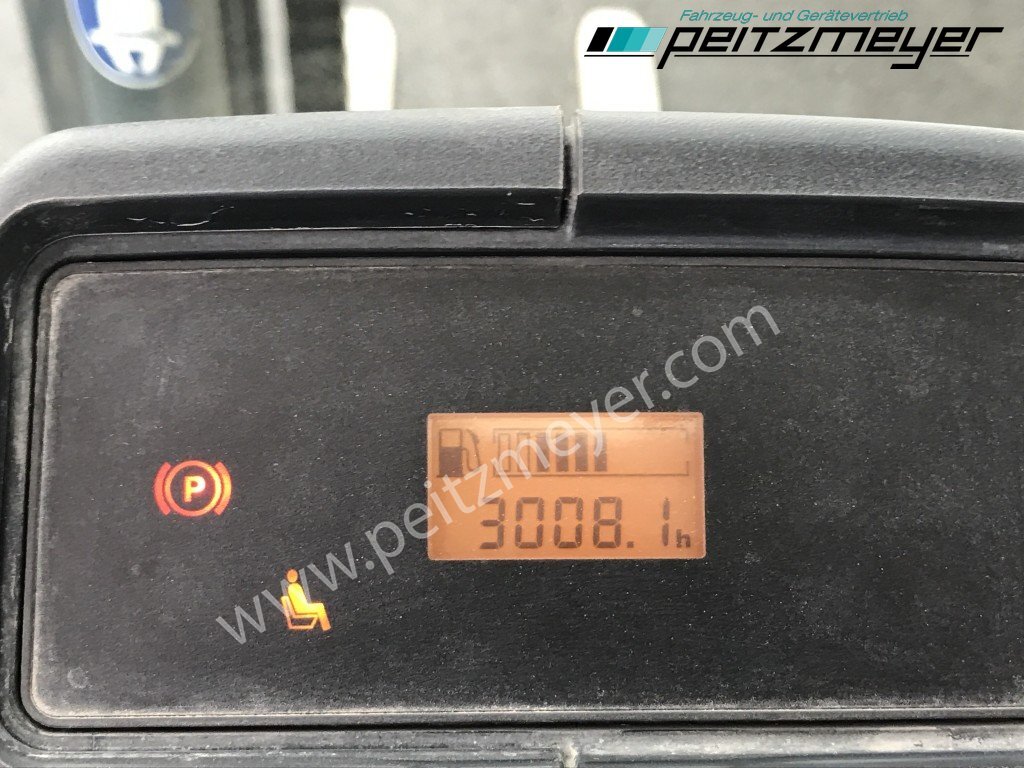 Fahrzeug- und Gerätevertrieb
peitzmeyer
www.peitzmeyer.com
3008.1h
P